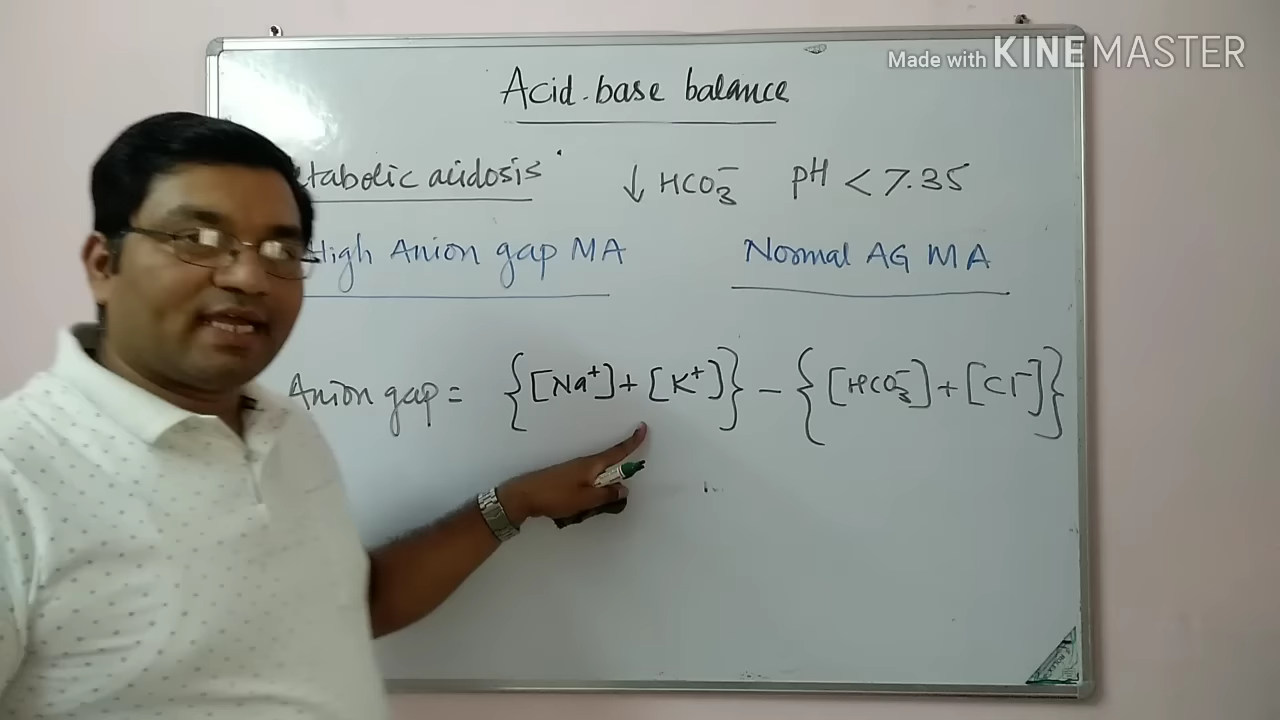 Made with KINEMASTER
Acid-base balance
etabolic acidosis ↓ HCO₃⁻ pH < 7.35
High Anion gap MA Normal AG MA
Anion gap = {[Na⁺] + [K⁺]} − {[HCO₃⁻] + [Cl⁻]}